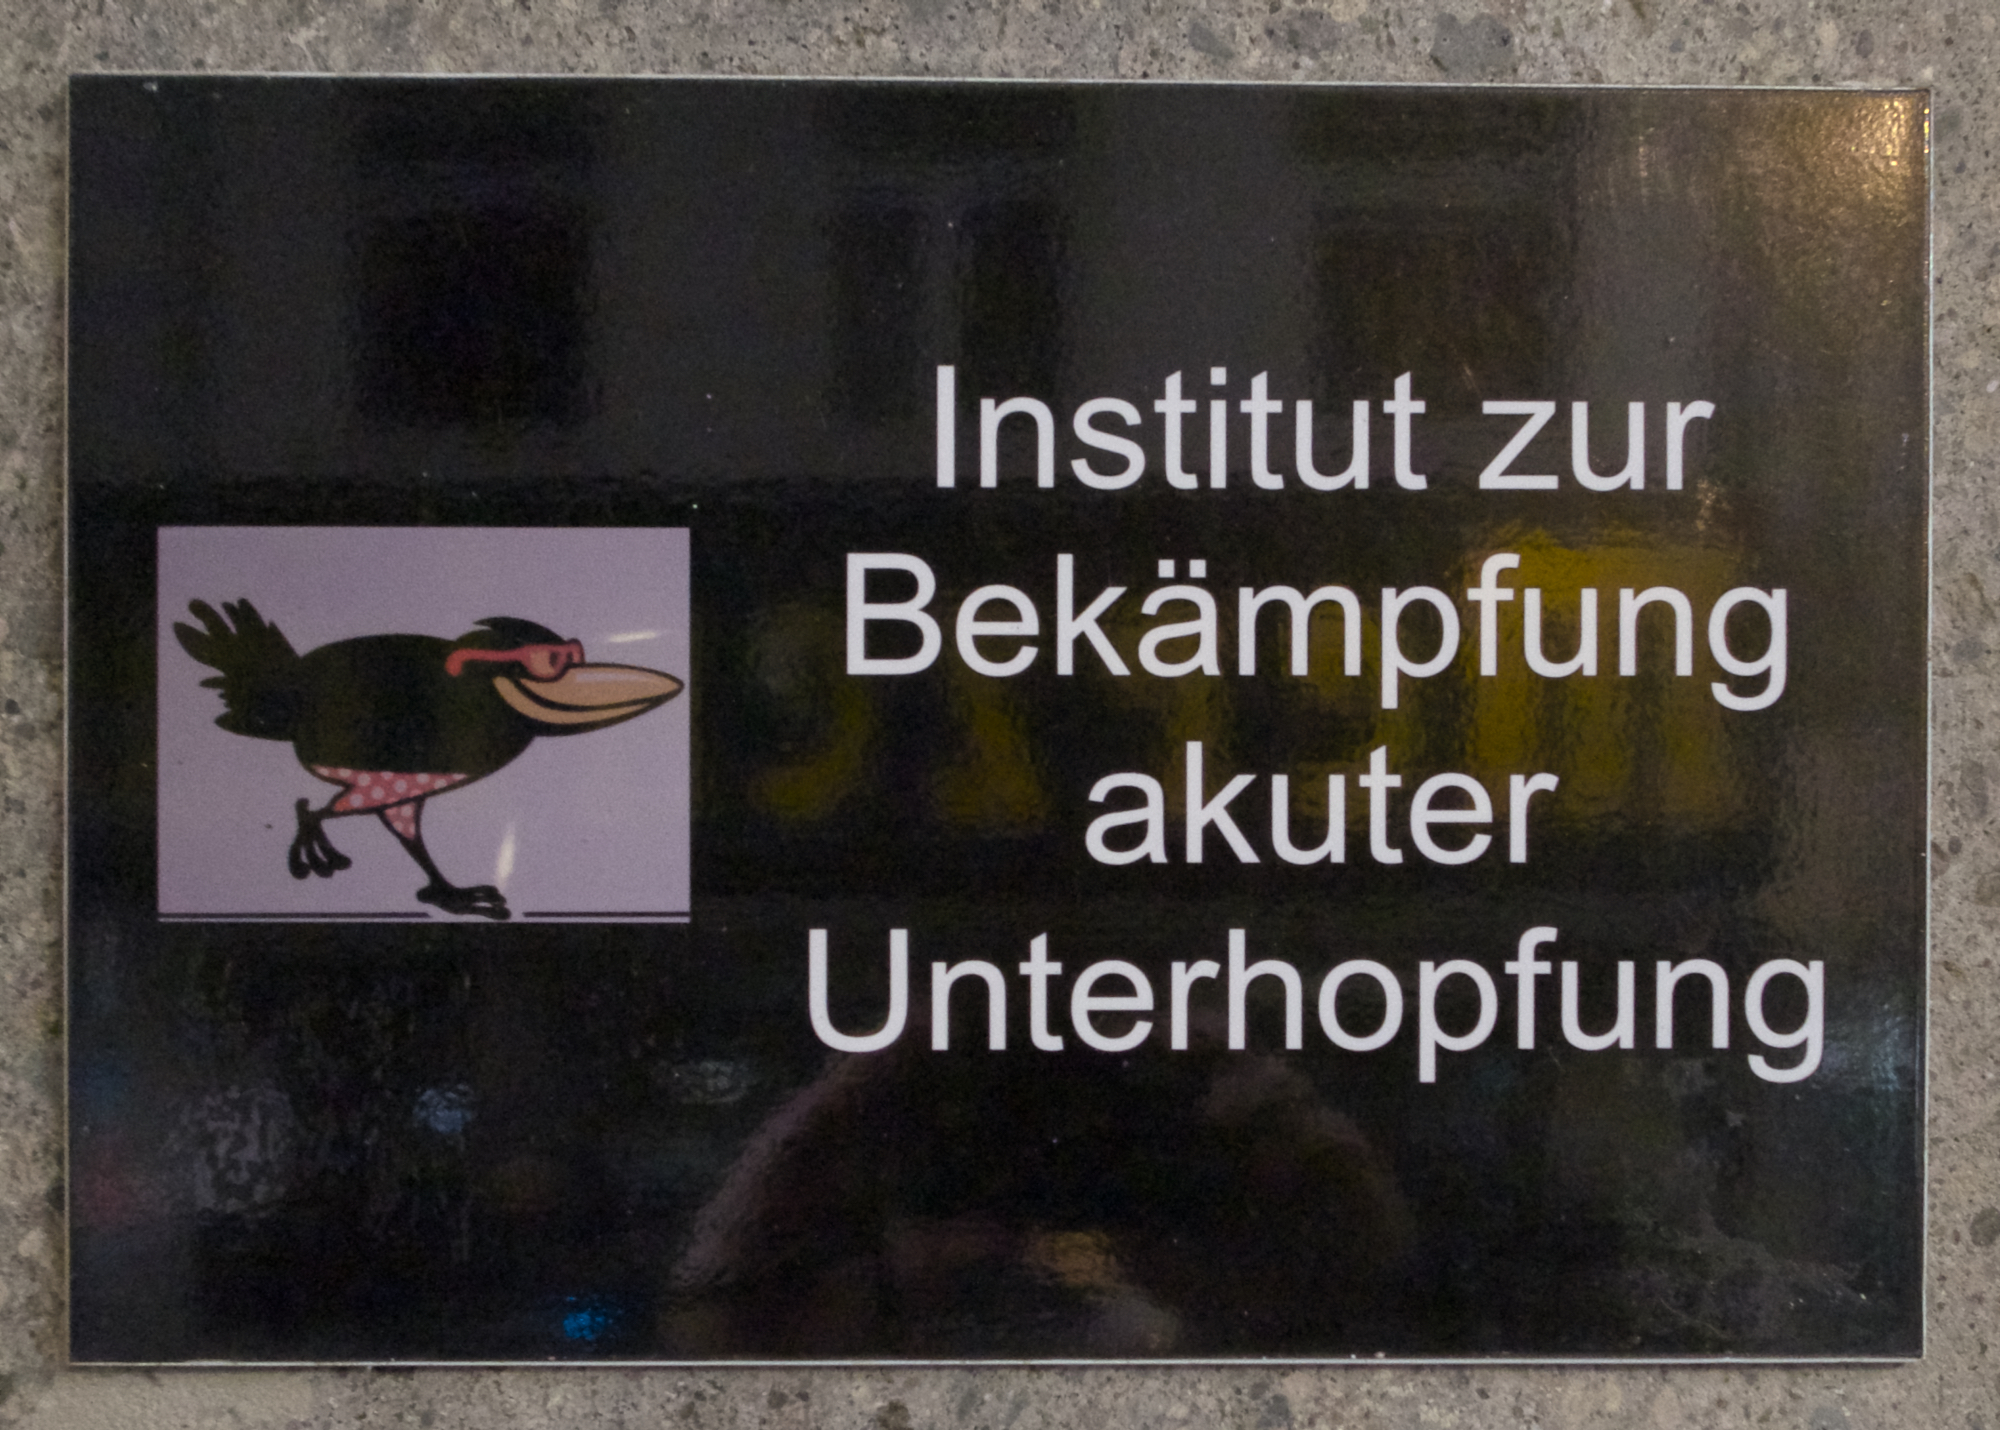 Institut zur
Bekämpfung
akuter
Unterhopfung